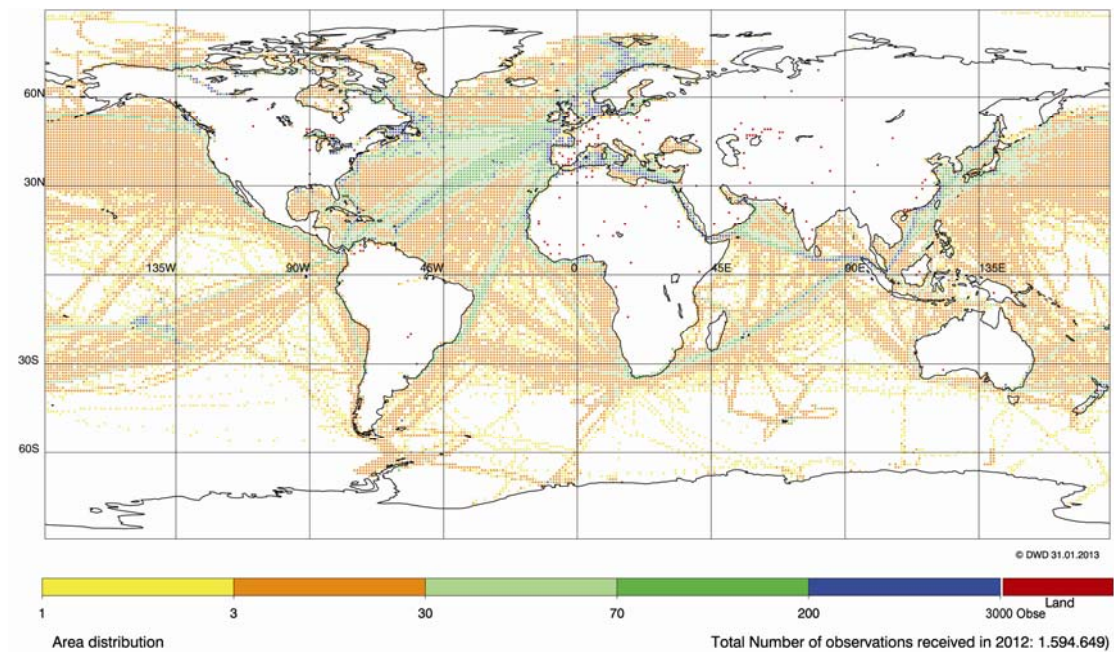 60N
30N
135W 90W 45W 0 45E 90E 135E
30S
60S
© DWD 31.01.2013
1 3 30 70 200 3000 Obse Land
Area distribution Total Number of observations received in 2012: 1.594.649)